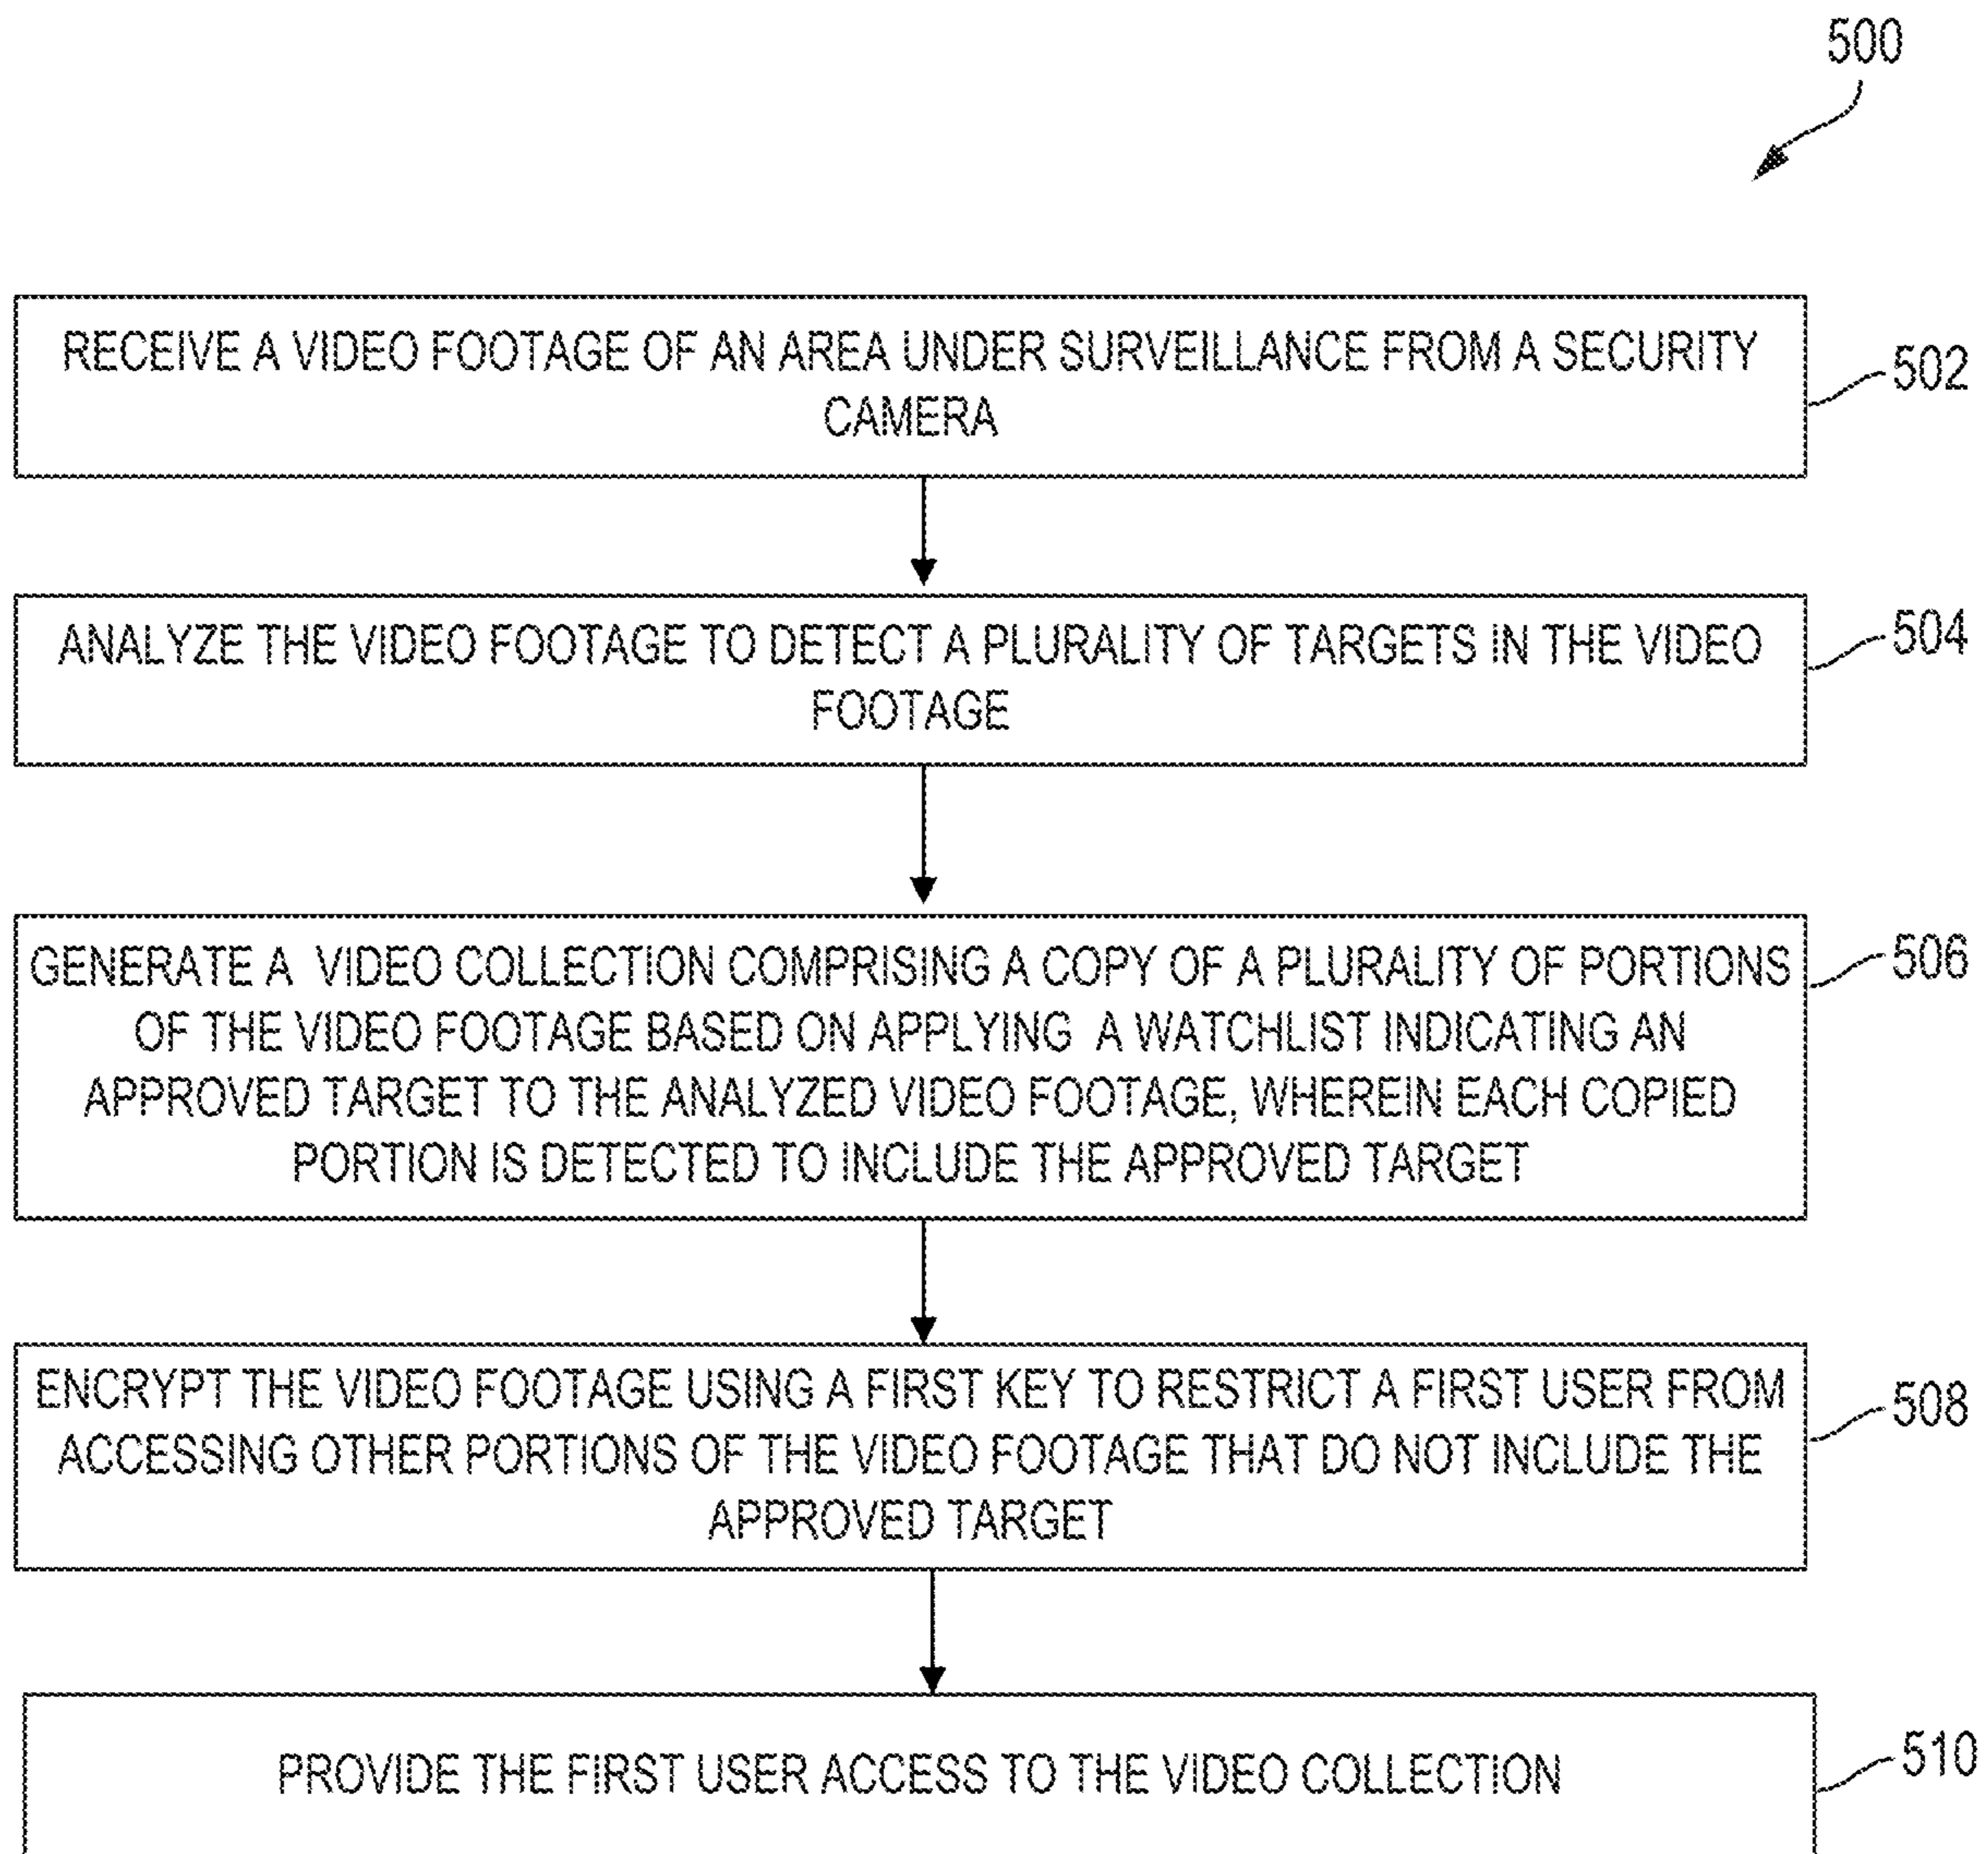 500
RECEIVE A VIDEO FOOTAGE OF AN AREA UNDER SURVEILLANCE FROM A SECURITY
CAMERA
502
ANALYZE THE VIDEO FOOTAGE TO DETECT A PLURALITY OF TARGETS IN THE VIDEO
FOOTAGE
504
GENERATE A VIDEO COLLECTION COMPRISING A COPY OF A PLURALITY OF PORTIONS
OF THE VIDEO FOOTAGE BASED ON APPLYING A WATCHLIST INDICATING AN
APPROVED TARGET TO THE ANALYZED VIDEO FOOTAGE, WHEREIN EACH COPIED
PORTION IS DETECTED TO INCLUDE THE APPROVED TARGET
506
ENCRYPT THE VIDEO FOOTAGE USING A FIRST KEY TO RESTRICT A FIRST USER FROM
ACCESSING OTHER PORTIONS OF THE VIDEO FOOTAGE THAT DO NOT INCLUDE THE
APPROVED TARGET
508
PROVIDE THE FIRST USER ACCESS TO THE VIDEO COLLECTION
510